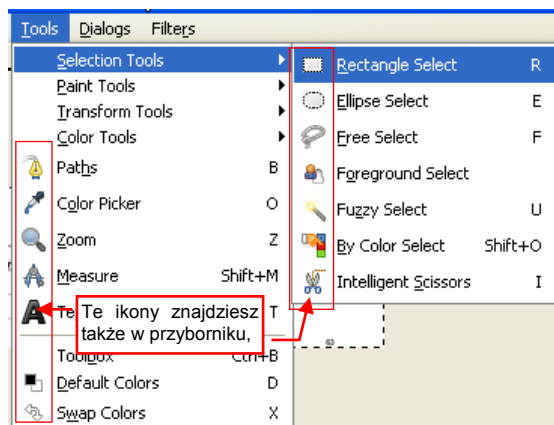 Tools Dialogs Filters
Selection Tools
Paint Tools
Transform Tools
Color Tools
Paths B
Color Picker O
Zoom Z
Measure Shift+M
Te T
Toolbox Ctrl+B
Default Colors D
Swap Colors X
Rectangle Select R
Ellipse Select E
Free Select F
Foreground Select
Fuzzy Select U
By Color Select Shift+O
Intelligent Scissors I
Te ikony znajdziesz
także w przyborniku,